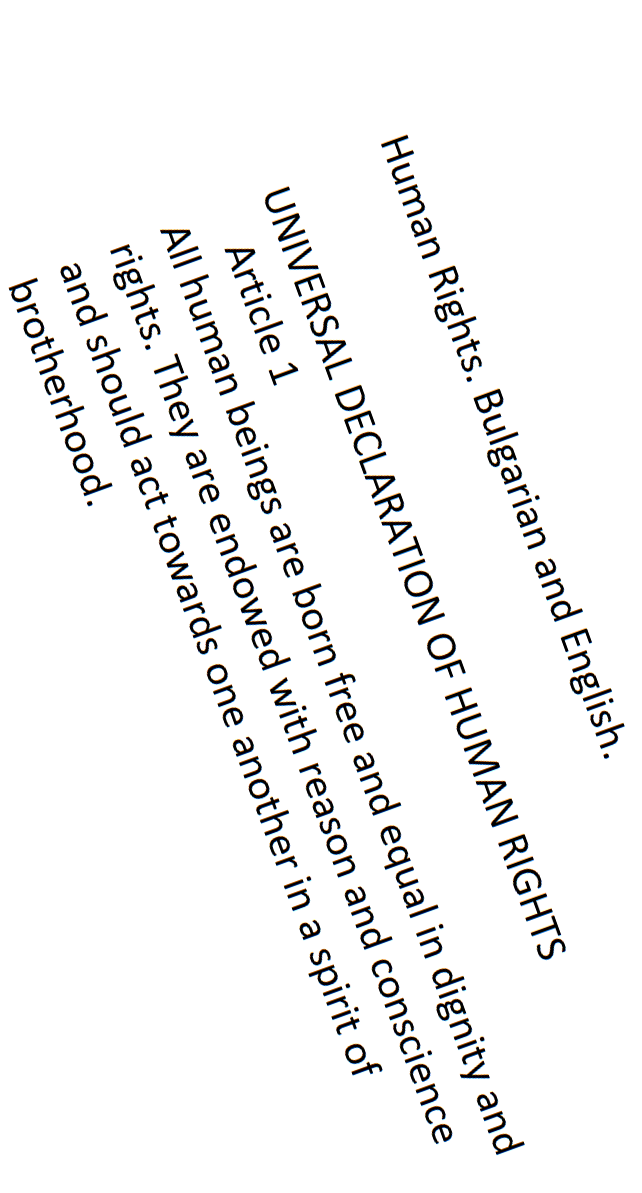 Human Rights. Bulgarian and English.
UNIVERSAL DECLARATION OF HUMAN RIGHTS
Article 1
All human beings are born free and equal in dignity and
rights. They are endowed with reason and conscience
and should act towards one another in a spirit of
brotherhood.